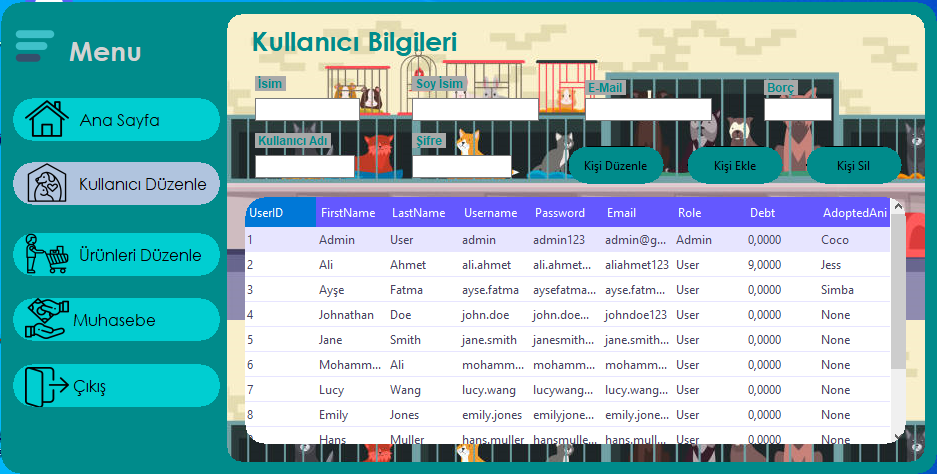 Menu
Ana Sayfa
Kullanıcı Düzenle
Ürünleri Düzenle
Muhasebe
Çıkış
Kullanıcı Bilgileri
İsim Soy İsim E-Mail Borç
Kullanıcı Adı Şifre
Kişi Düzenle Kişi Ekle Kişi Sil
UserID FirstName LastName Username Password Email Role Debt AdoptedAni
1 Admin User admin admin123 admin@g... Admin 0,0000 Coco
2 Ali Ahmet ali.ahmet ali.ahmet... aliahmet123 User 9,0000 Jess
3 Ayşe Fatma ayse.fatma aysefatma... ayse.fatm... User 0,0000 Simba
4 Johnathan Doe john.doe john.doe... johndoe123 User 0,0000 None
5 Jane Smith jane.smith janesmith... jane.smith... User 0,0000 None
6 Mohamm... Ali mohamm... mohamm... mohamm... User 0,0000 None
7 Lucy Wang lucy.wang lucywang... lucy.wang... User 0,0000 None
8 Emily Jones emily.jones emilyjone... emily.jone... User 0,0000 None
Hans Muller hans.muller hansmulle... hans.mulle... User 0,0000 None